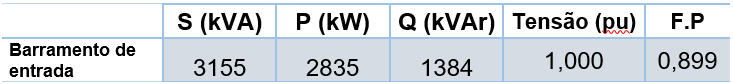 S (kVA) P (kW) Q (kVAr) Tensão (pu) F.P
Barramento de
entrada 3155 2835 1384 1,000 0,899